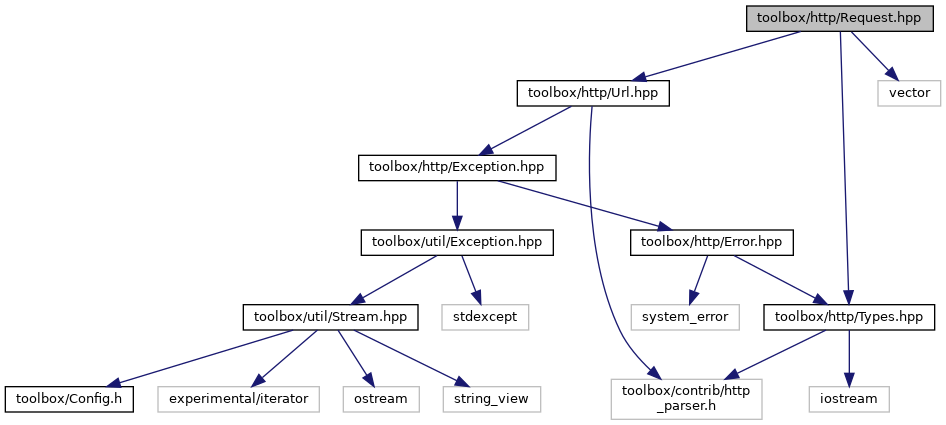 toolbox/http/Request.hpp
toolbox/http/Url.hpp
vector
toolbox/http/Exception.hpp
toolbox/util/Exception.hpp
toolbox/http/Error.hpp
toolbox/util/Stream.hpp
stdexcept
system_error
toolbox/http/Types.hpp
toolbox/Config.h
experimental/iterator
ostream
string_view
toolbox/contrib/http
_parser.h
iostream